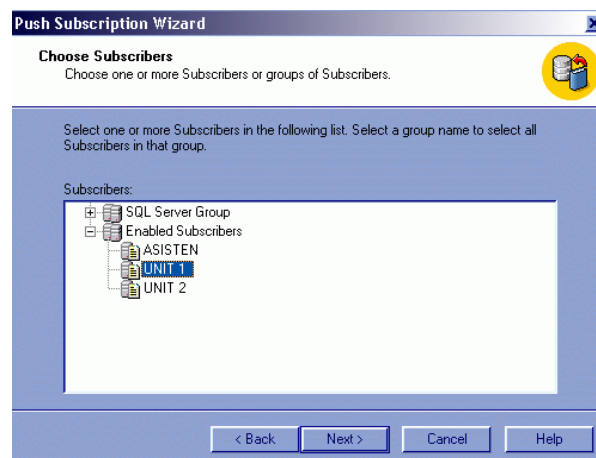 Push Subscription Wizard
Choose Subscribers
Choose one or more Subscribers or groups of Subscribers.
Select one or more Subscribers in the following list. Select a group name to select all
Subscribers in that group.
Subscribers:
SQL Server Group
Enabled Subscribers
ASISTEN
UNIT 1
UNIT 2
< Back Next > Cancel Help